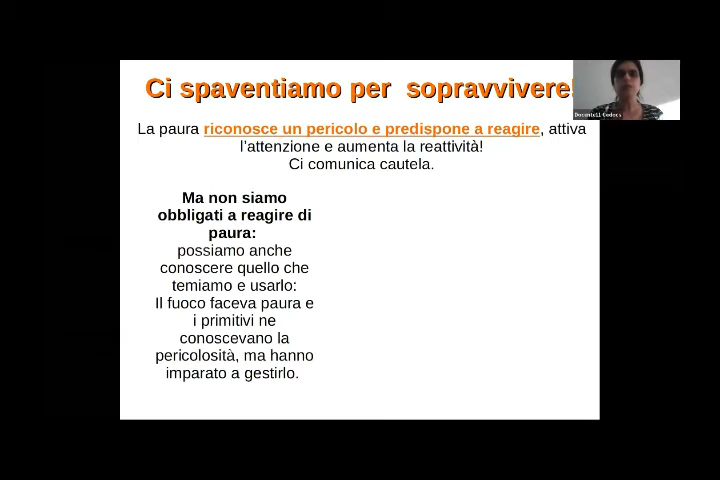 Ci spaventiamo per sopravvivere!
La paura riconosce un pericolo e predispone a reagire, attiva
l'attenzione e aumenta la reattività!
Ci comunica cautela.
Ma non siamo
obbligati a reagire di
paura:
possiamo anche
conoscere quello che
temiamo e usarlo:
Il fuoco faceva paura e
i primitivi ne
conoscevano la
pericolosità, ma hanno
imparato a gestirlo.